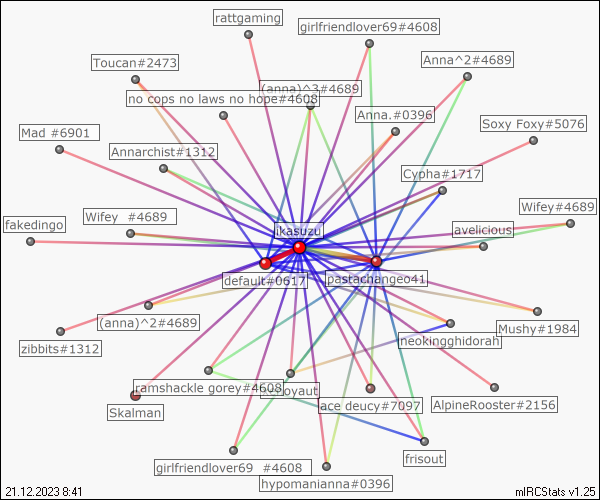 rattgaming
girlfriendlover69#4608
Toucan#2473
Anna^2#4689
(anna)^3#4689
no cops no laws no hope#4608
Anna.#0396
Soxy Foxy#5076
Mad #6901
Annarchist#1312
Cypha#1717
Wifey #4689
Wifey#4689
fakedingo
ikasuzu
avelicious
default#0617
pastachangeo41
(anna)^2#4689
Mushy#1984
zibbits#1312
neokingghidorah
ramshackle gorey#4608
ace deucy#7097
AlpineRooster#2156
Skalman
frisout
girlfriendlover69 #4608
hypomanianna#0396
21.12.2023 8:41
mIRCStats v1.25